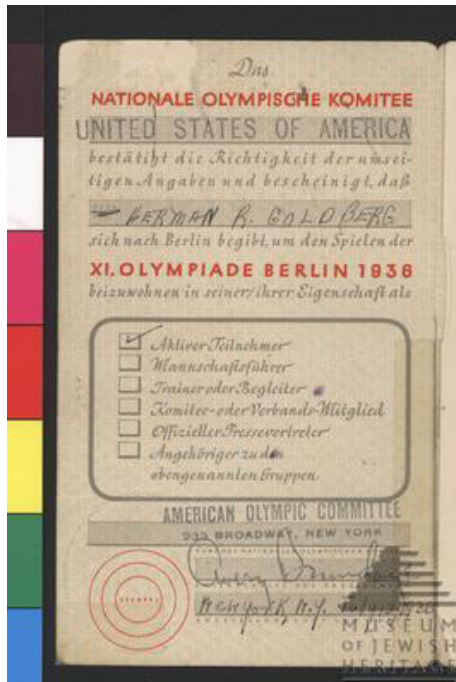 Das
NATIONALE OLYMPISCHE KOMITEE
UNITED STATES OF AMERICA
bestätigt die Richtigkeit der umsei-
tigen Angaben und bescheinigt, daß
HERMAN R. GOLDBERG
sich nach Berlin begibt, um den Spielen der
XI. OLYMPIADE BERLIN 1936
beizuwohnen in seiner/ihrer Eigenschaft als
Aktiver Teilnehmer
Mannschaftsführer
Trainer oder Begleiter
Komitee- oder Verbands-Mitglied
Offizieller Pressevertreter
Angehöriger zu den
obengenannten Gruppen
AMERICAN OLYMPIC COMMITTEE
233 BROADWAY, NEW YORK
Avery Brundage
STEMPEL
New York N.Y.
MUSEUM
OF JEWISH
HERITAGE